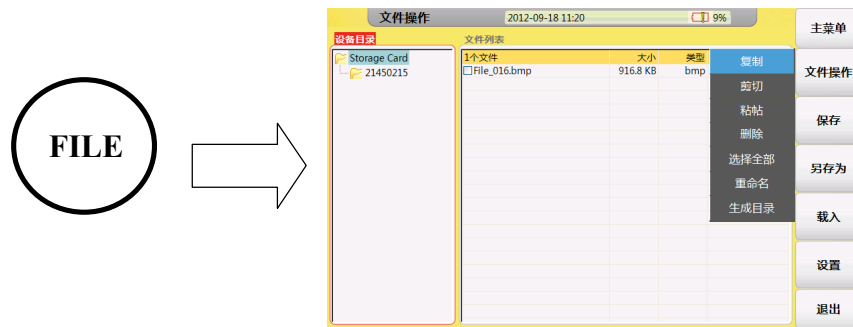 FILE
文件操作 2012-09-18 11:20 9%
设备目录 文件列表
Storage Card
21450215
1个文件 大小 类型
File_016.bmp 916.8 KB bmp
复制
剪切
粘帖
删除
选择全部
重命名
生成目录
主菜单
文件操作
保存
另存为
载入
设置
退出